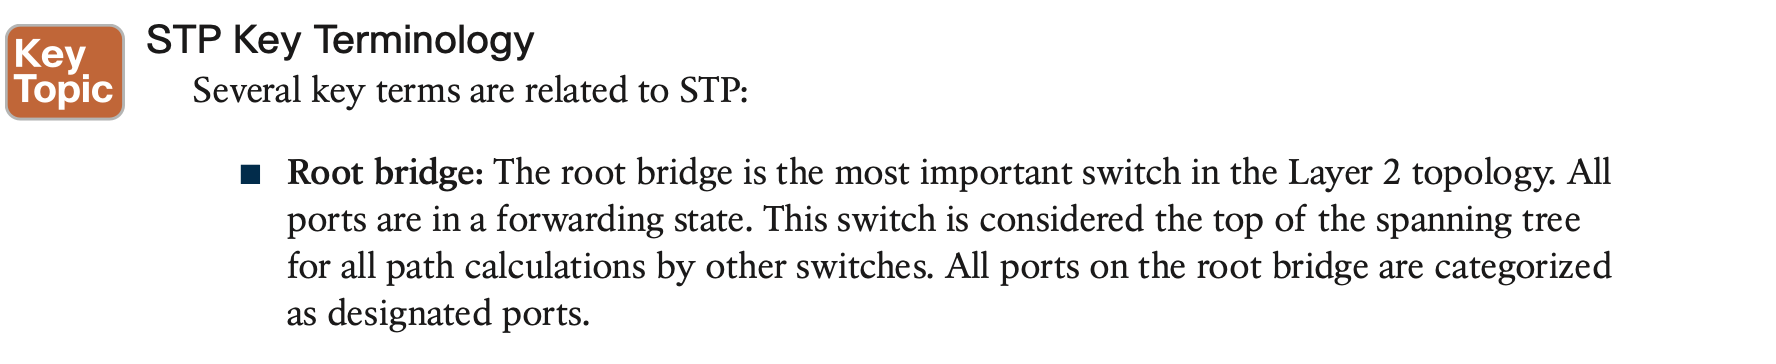 Key
Topic
STP Key Terminology
Several key terms are related to STP:
■ Root bridge: The root bridge is the most important switch in the Layer 2 topology. All
ports are in a forwarding state. This switch is considered the top of the spanning tree
for all path calculations by other switches. All ports on the root bridge are categorized
as designated ports.